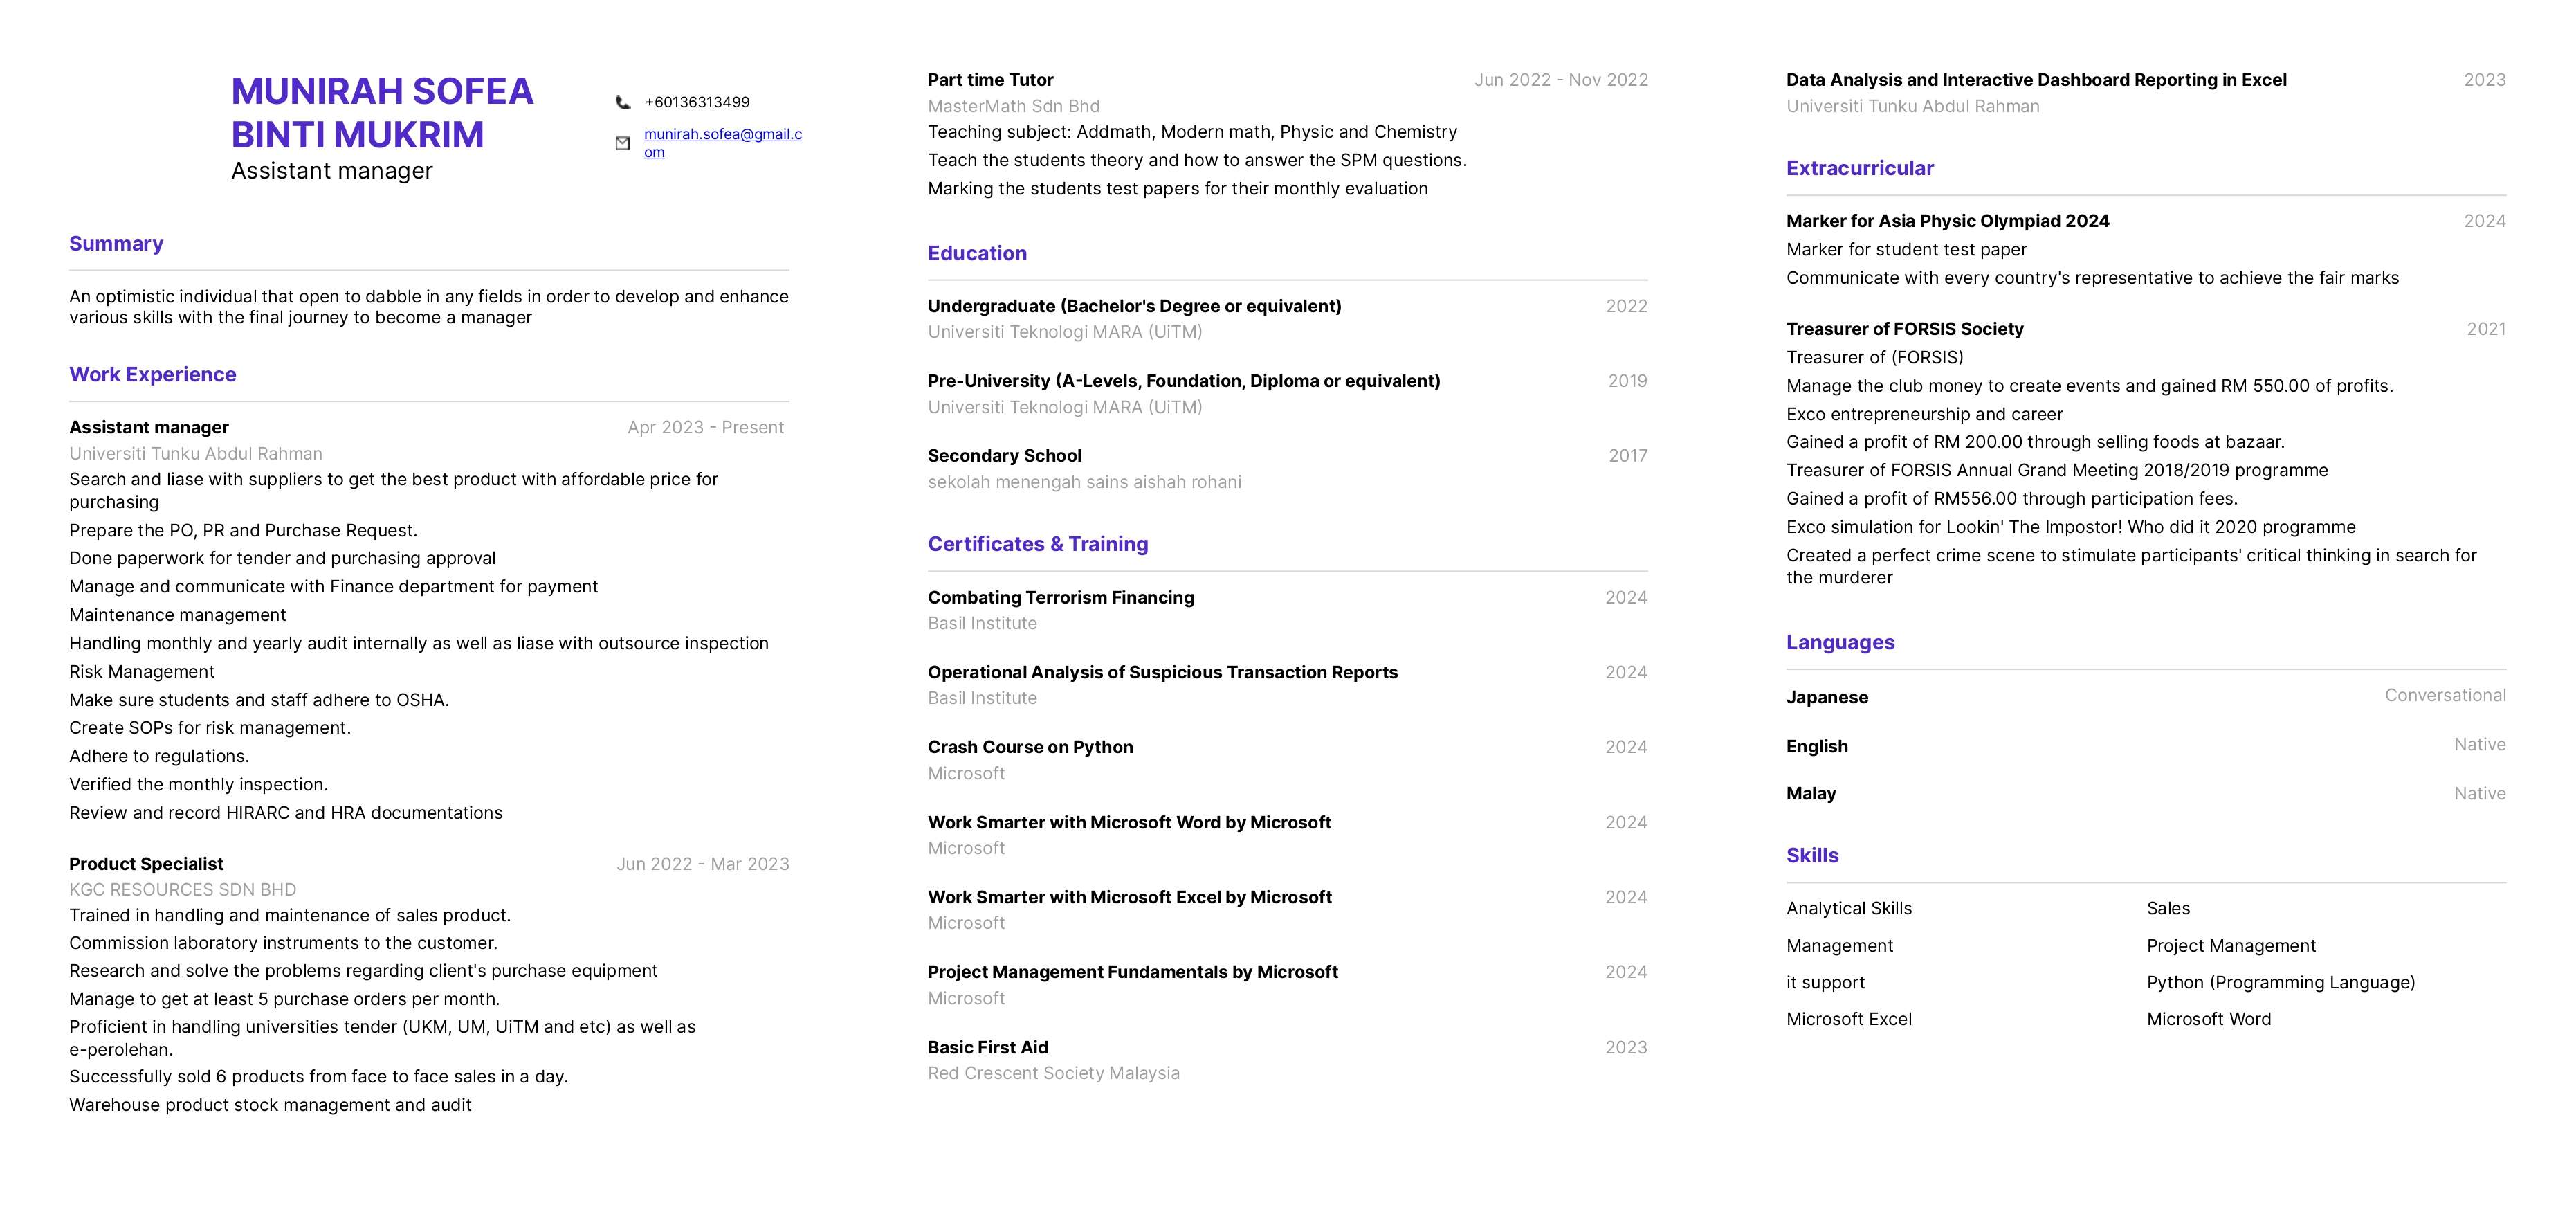 MUNIRAH SOFEA
BINTI MUKRIM
Assistant manager
+60136313499
munirah.sofea@gmail.c
om
Summary
An optimistic individual that open to dabble in any fields in order to develop and enhance
various skills with the final journey to become a manager
Work Experience
Assistant manager Apr 2023 - Present
Universiti Tunku Abdul Rahman
Search and liase with suppliers to get the best product with affordable price for
purchasing
Prepare the PO, PR and Purchase Request.
Done paperwork for tender and purchasing approval
Manage and communicate with Finance department for payment
Maintenance management
Handling monthly and yearly audit internally as well as liase with outsource inspection
Risk Management
Make sure students and staff adhere to OSHA.
Create SOPs for risk management.
Adhere to regulations.
Verified the monthly inspection.
Review and record HIRARC and HRA documentations
Product Specialist Jun 2022 - Mar 2023
KGC RESOURCES SDN BHD
Trained in handling and maintenance of sales product.
Commission laboratory instruments to the customer.
Research and solve the problems regarding client's purchase equipment
Manage to get at least 5 purchase orders per month.
Proficient in handling universities tender (UKM, UM, UiTM and etc) as well as
e-perolehan.
Successfully sold 6 products from face to face sales in a day.
Warehouse product stock management and audit
Part time Tutor Jun 2022 - Nov 2022
MasterMath Sdn Bhd
Teaching subject: Addmath, Modern math, Physic and Chemistry
Teach the students theory and how to answer the SPM questions.
Marking the students test papers for their monthly evaluation
Education
Undergraduate (Bachelor's Degree or equivalent) 2022
Universiti Teknologi MARA (UiTM)
Pre-University (A-Levels, Foundation, Diploma or equivalent) 2019
Universiti Teknologi MARA (UiTM)
Secondary School 2017
sekolah menengah sains aishah rohani
Certificates & Training
Combating Terrorism Financing 2024
Basil Institute
Operational Analysis of Suspicious Transaction Reports 2024
Basil Institute
Crash Course on Python 2024
Microsoft
Work Smarter with Microsoft Word by Microsoft 2024
Microsoft
Work Smarter with Microsoft Excel by Microsoft 2024
Microsoft
Project Management Fundamentals by Microsoft 2024
Microsoft
Basic First Aid 2023
Red Crescent Society Malaysia
Data Analysis and Interactive Dashboard Reporting in Excel 2023
Universiti Tunku Abdul Rahman
Extracurricular
Marker for Asia Physic Olympiad 2024 2024
Marker for student test paper
Communicate with every country's representative to achieve the fair marks
Treasurer of FORSIS Society 2021
Treasurer of (FORSIS)
Manage the club money to create events and gained RM 550.00 of profits.
Exco entrepreneurship and career
Gained a profit of RM 200.00 through selling foods at bazaar.
Treasurer of FORSIS Annual Grand Meeting 2018/2019 programme
Gained a profit of RM556.00 through participation fees.
Exco simulation for Lookin' The Impostor! Who did it 2020 programme
Created a perfect crime scene to stimulate participants' critical thinking in search for
the murderer
Languages
Japanese Conversational
English Native
Malay Native
Skills
Analytical Skills Sales
Management Project Management
it support Python (Programming Language)
Microsoft Excel Microsoft Word